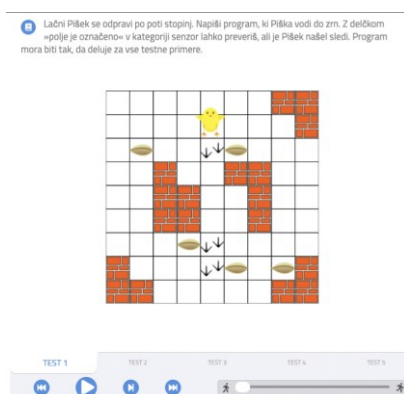 Lačni Pišek se odpravi po poti stopinj. Napiši program, ki Piška vodi do zrn. Z delčkom
»polje je označeno« v kategoriji senzor lahko preveriš, ali je Pišek našel sledi. Program
mora biti tak, da deluje za vse testne primere.
TEST 1
TEST 2
TEST 3
TEST 4
TEST 5